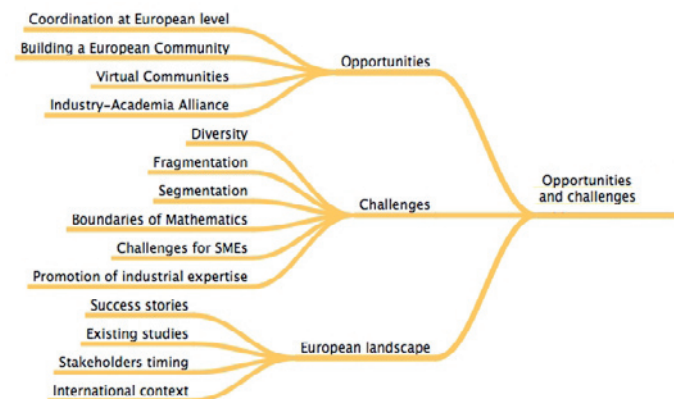 Coordination at European level
Building a European Community
Virtual Communities
Industry-Academia Alliance
Opportunities
Diversity
Fragmentation
Segmentation
Boundaries of Mathematics
Challenges for SMEs
Promotion of industrial expertise
Challenges
Success stories
Existing studies
Stakeholders timing
International context
European landscape
Opportunities
and challenges